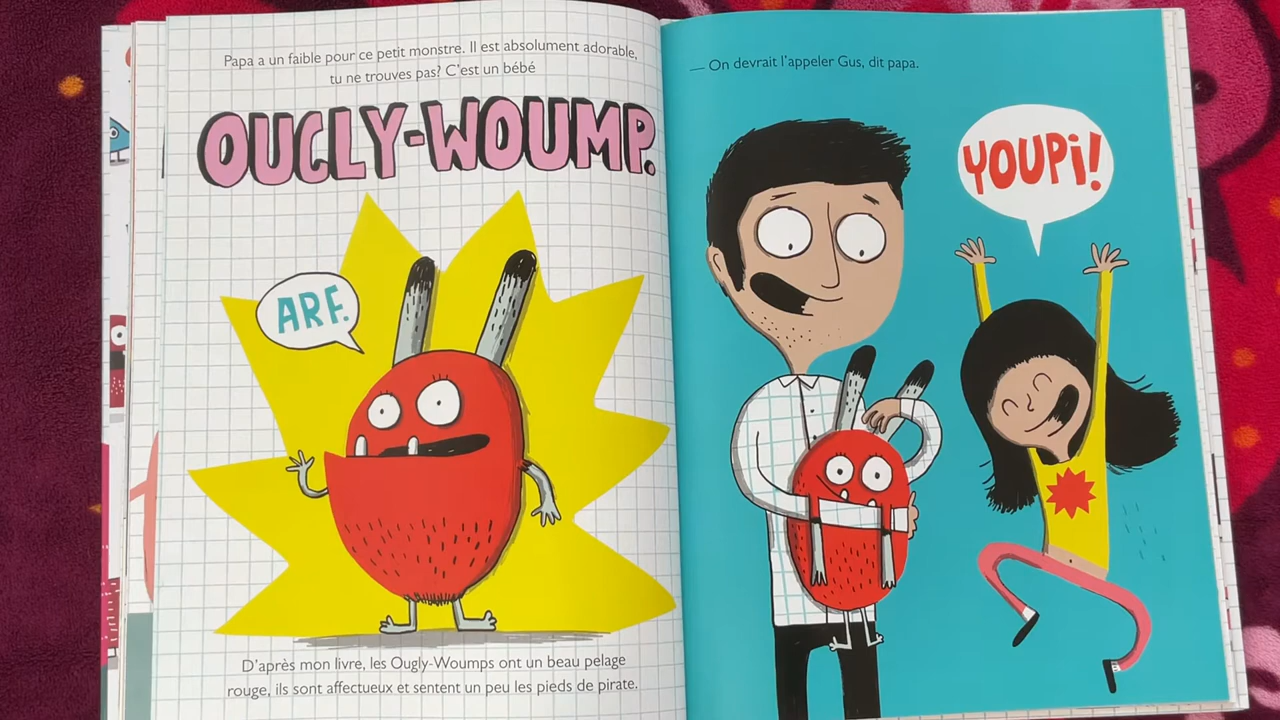 Papa a un faible pour ce petit monstre. Il est absolument adorable,
tu ne trouves pas? C'est un bébé
OUGLY-WOUMP.
ARF.
D'après mon livre, les Ougly-Woumps ont un beau pelage
rouge, ils sont affectueux et sentent un peu les pieds de pirate.
— On devrait l'appeler Gus, dit papa.
YOUPi!